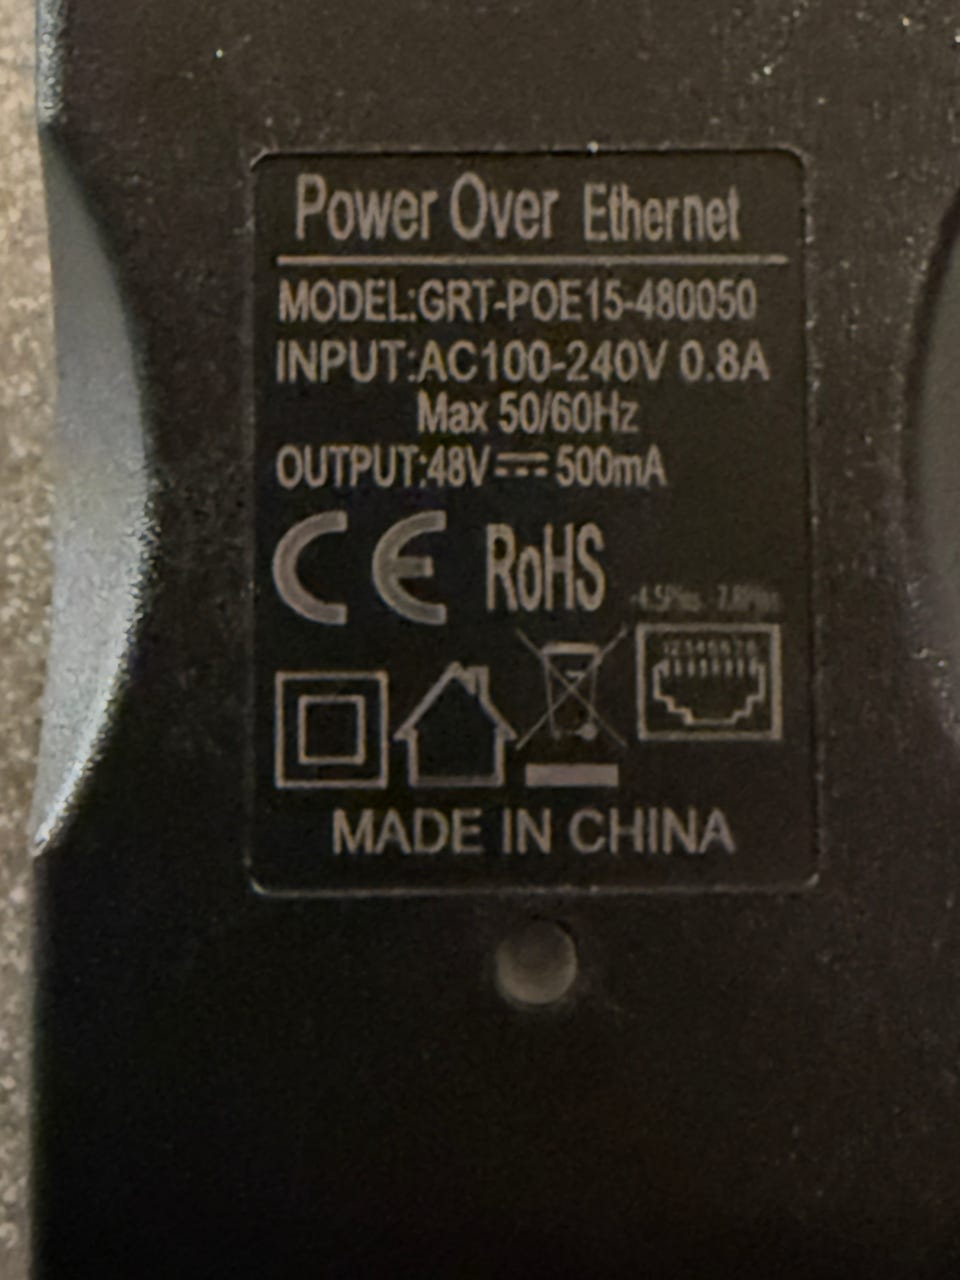 Power Over Ethernet
MODEL:GRT-POE15-480050
INPUT:AC100-240V 0.8A
Max 50/60Hz
OUTPUT:48V⎓500mA
CE RoHS
12345678
MADE IN CHINA